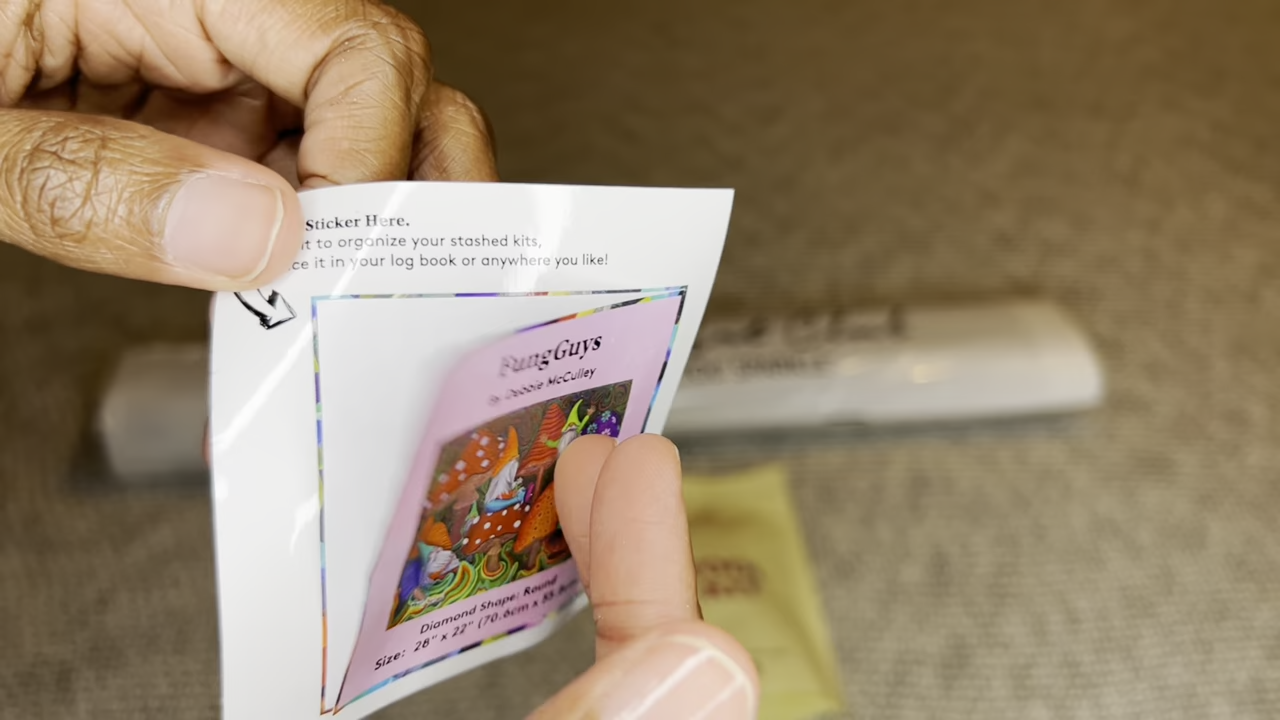 Sticker Here.
it to organize your stashed kits,
ce it in your log book or anywhere you like!
FungGuys
By Debbie McCulley
Diamond Shape: Round
Size: 28" x 22" (70.6cm x 55.